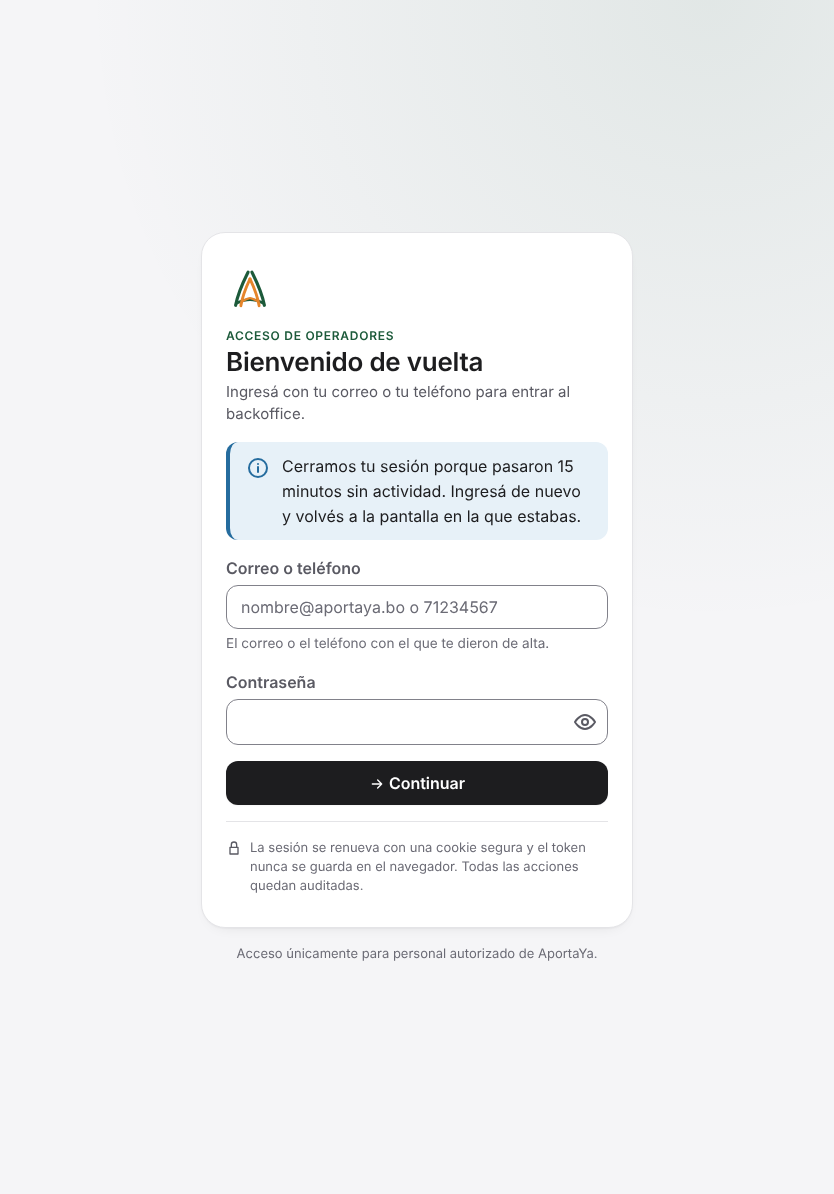 ACCESO DE OPERADORES
Bienvenido de vuelta
Ingresá con tu correo o tu teléfono para entrar al
backoffice.
Cerramos tu sesión porque pasaron 15
minutos sin actividad. Ingresá de nuevo
y volvés a la pantalla en la que estabas.
Correo o teléfono
nombre@aportaya.bo o 71234567
El correo o el teléfono con el que te dieron de alta.
Contraseña
→ Continuar
La sesión se renueva con una cookie segura y el token
nunca se guarda en el navegador. Todas las acciones
quedan auditadas.
Acceso únicamente para personal autorizado de AportaYa.